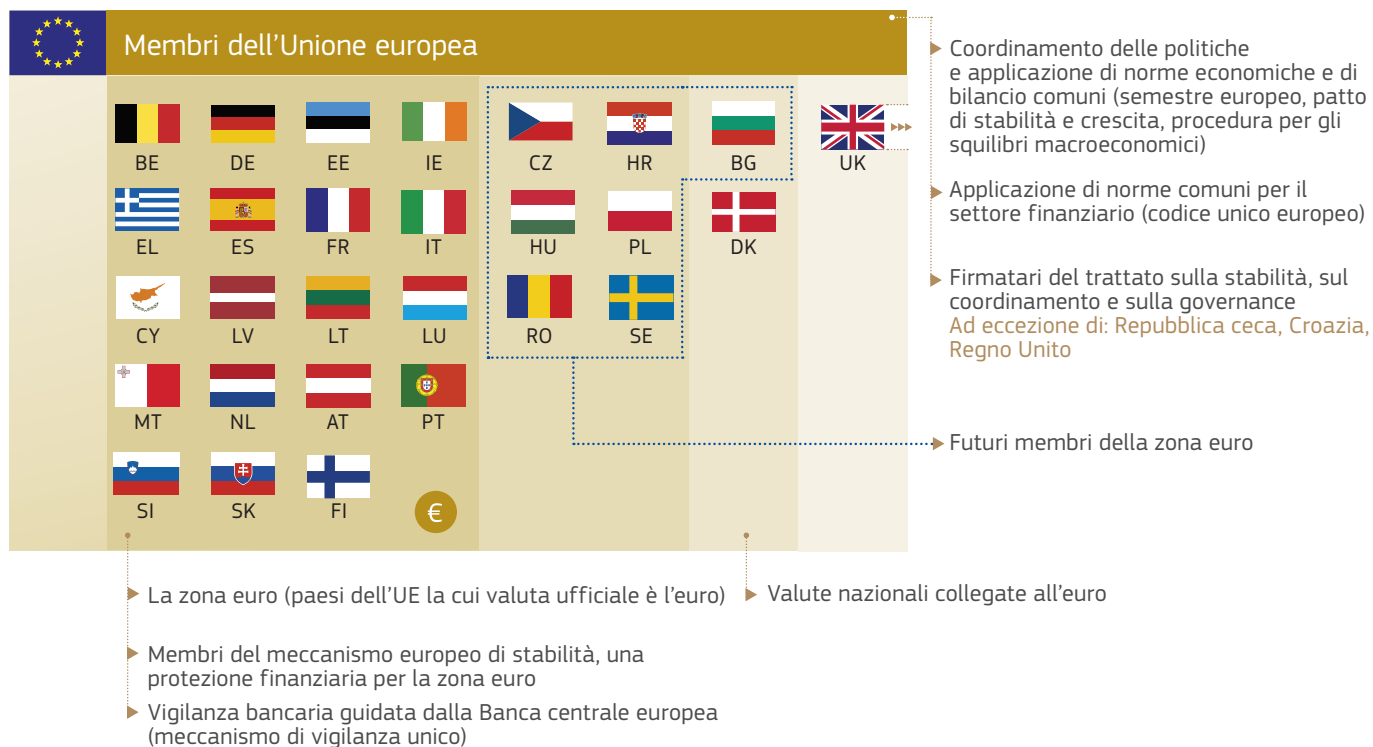 Membri dell'Unione europea
BE DE EE IE CZ HR BG UK
EL ES FR IT HU PL DK
CY LV LT LU RO SE
MT NL AT PT
SI SK FI €
Coordinamento delle politiche
e applicazione di norme economiche e di
bilancio comuni (semestre europeo, patto
di stabilità e crescita, procedura per gli
squilibri macroeconomici)
Applicazione di norme comuni per il
settore finanziario (codice unico europeo)
Firmatari del trattato sulla stabilità, sul
coordinamento e sulla governance
Ad eccezione di: Repubblica ceca, Croazia,
Regno Unito
Futuri membri della zona euro
La zona euro (paesi dell'UE la cui valuta ufficiale è l'euro)
Valute nazionali collegate all'euro
Membri del meccanismo europeo di stabilità, una
protezione finanziaria per la zona euro
Vigilanza bancaria guidata dalla Banca centrale europea
(meccanismo di vigilanza unico)